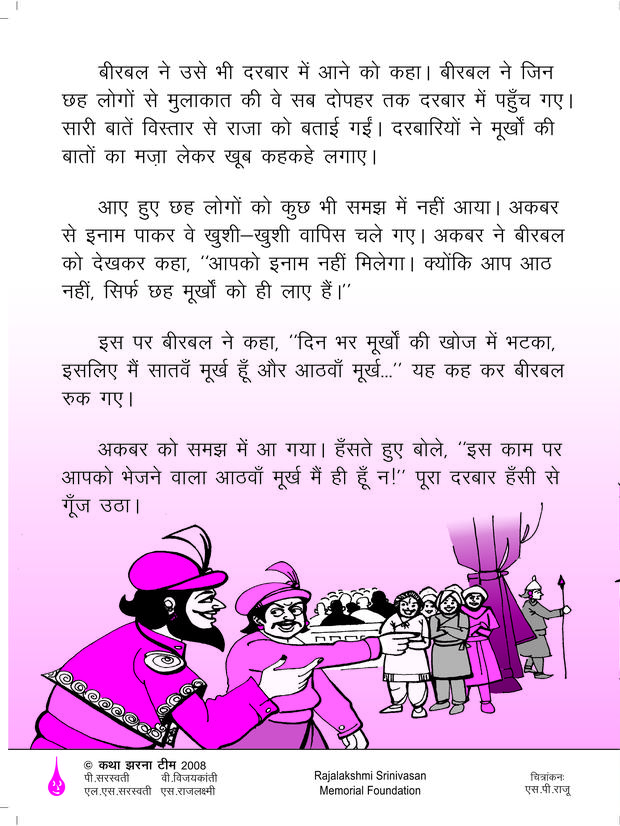 बीरबल ने उसे भी दरबार में आने को कहा। बीरबल ने जिन
छह लोगों से मुलाकात की वे सब दोपहर तक दरबार में पहुँच गए।
सारी बातें विस्तार से राजा को बताई गईं। दरबारियों ने मूर्खों की
बातों का मज़ा लेकर खूब कहकहे लगाए।
आए हुए छह लोगों को कुछ भी समझ में नहीं आया। अकबर
से इनाम पाकर वे खुशी–खुशी वापिस चले गए। अकबर ने बीरबल
को देखकर कहा, ‘‘आपको इनाम नहीं मिलेगा। क्योंकि आप आठ
नहीं, सिर्फ छह मूर्खों को ही लाए हैं।’’
इस पर बीरबल ने कहा, ‘‘दिन भर मूर्खों की खोज में भटका,
इसलिए मैं सातवाँ मूर्ख हूँ और आठवाँ मूर्ख...’’ यह कह कर बीरबल
रुक गए।
अकबर को समझ में आ गया। हँसते हुए बोले, ‘‘इस काम पर
आपको भेजने वाला आठवाँ मूर्ख मैं ही हूँ न!’’ पूरा दरबार हँसी से
गूँज उठा।
© कथा झरना टीम 2008
पी.सरस्वती वी.विजयकांती
एल.एस.सरस्वती एस.राजलक्ष्मी
Rajalakshmi Srinivasan
Memorial Foundation
चित्रांकनः
एस.पी.राजू